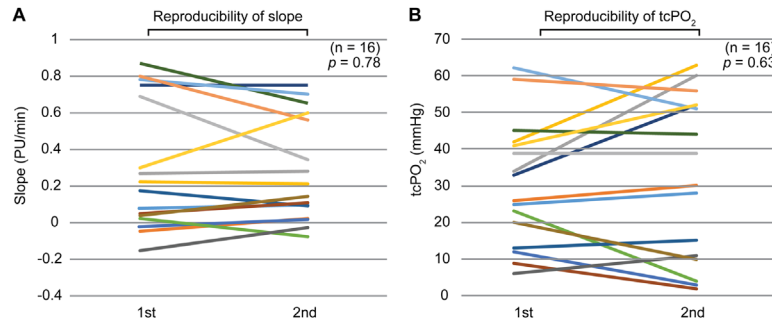 A
Reproducibility of slope
(n = 16)
p = 0.78
Slope (PU/min)
1
0.8
0.6
0.4
0.2
0
-0.2
-0.4
1st 2nd
B
Reproducibility of tcPO2
(n = 16)
p = 0.63
tcPO2 (mmHg)
70
60
50
40
30
20
10
0
1st 2nd